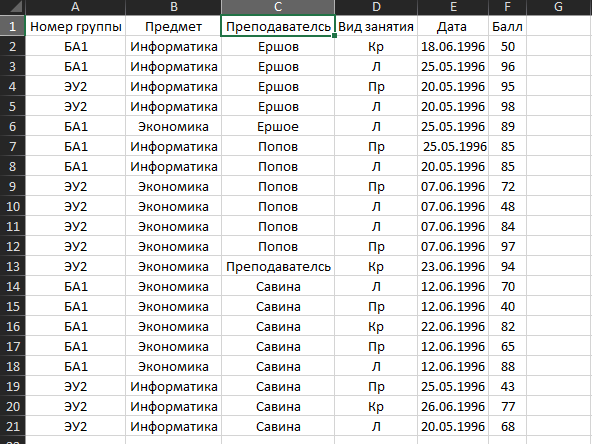 A B C D E F G
1 Номер группы Предмет Преподавателсь Вид занятия Дата Балл
2 БА1 Информатика Ершов Кр 18.06.1996 50
3 БА1 Информатика Ершов Л 25.05.1996 96
4 ЭУ2 Информатика Ершов Пр 20.05.1996 95
5 ЭУ2 Информатика Ершов Л 20.05.1996 98
6 БА1 Экономика Ершое Л 25.05.1996 89
7 БА1 Информатика Попов Пр 25.05.1996 85
8 БА1 Информатика Попов Л 20.05.1996 85
9 ЭУ2 Экономика Попов Пр 07.06.1996 72
10 ЭУ2 Экономика Попов Л 07.06.1996 48
11 ЭУ2 Экономика Попов Л 07.06.1996 84
12 ЭУ2 Экономика Попов Пр 07.06.1996 97
13 ЭУ2 Экономика Преподавателсь Кр 23.06.1996 94
14 БА1 Экономика Савина Л 12.06.1996 70
15 БА1 Экономика Савина Пр 12.06.1996 40
16 БА1 Экономика Савина Кр 22.06.1996 82
17 БА1 Экономика Савина Пр 12.06.1996 65
18 БА1 Экономика Савина Л 12.06.1996 88
19 ЭУ2 Информатика Савина Пр 25.05.1996 43
20 ЭУ2 Информатика Савина Кр 26.06.1996 77
21 ЭУ2 Информатика Савина Л 20.05.1996 68